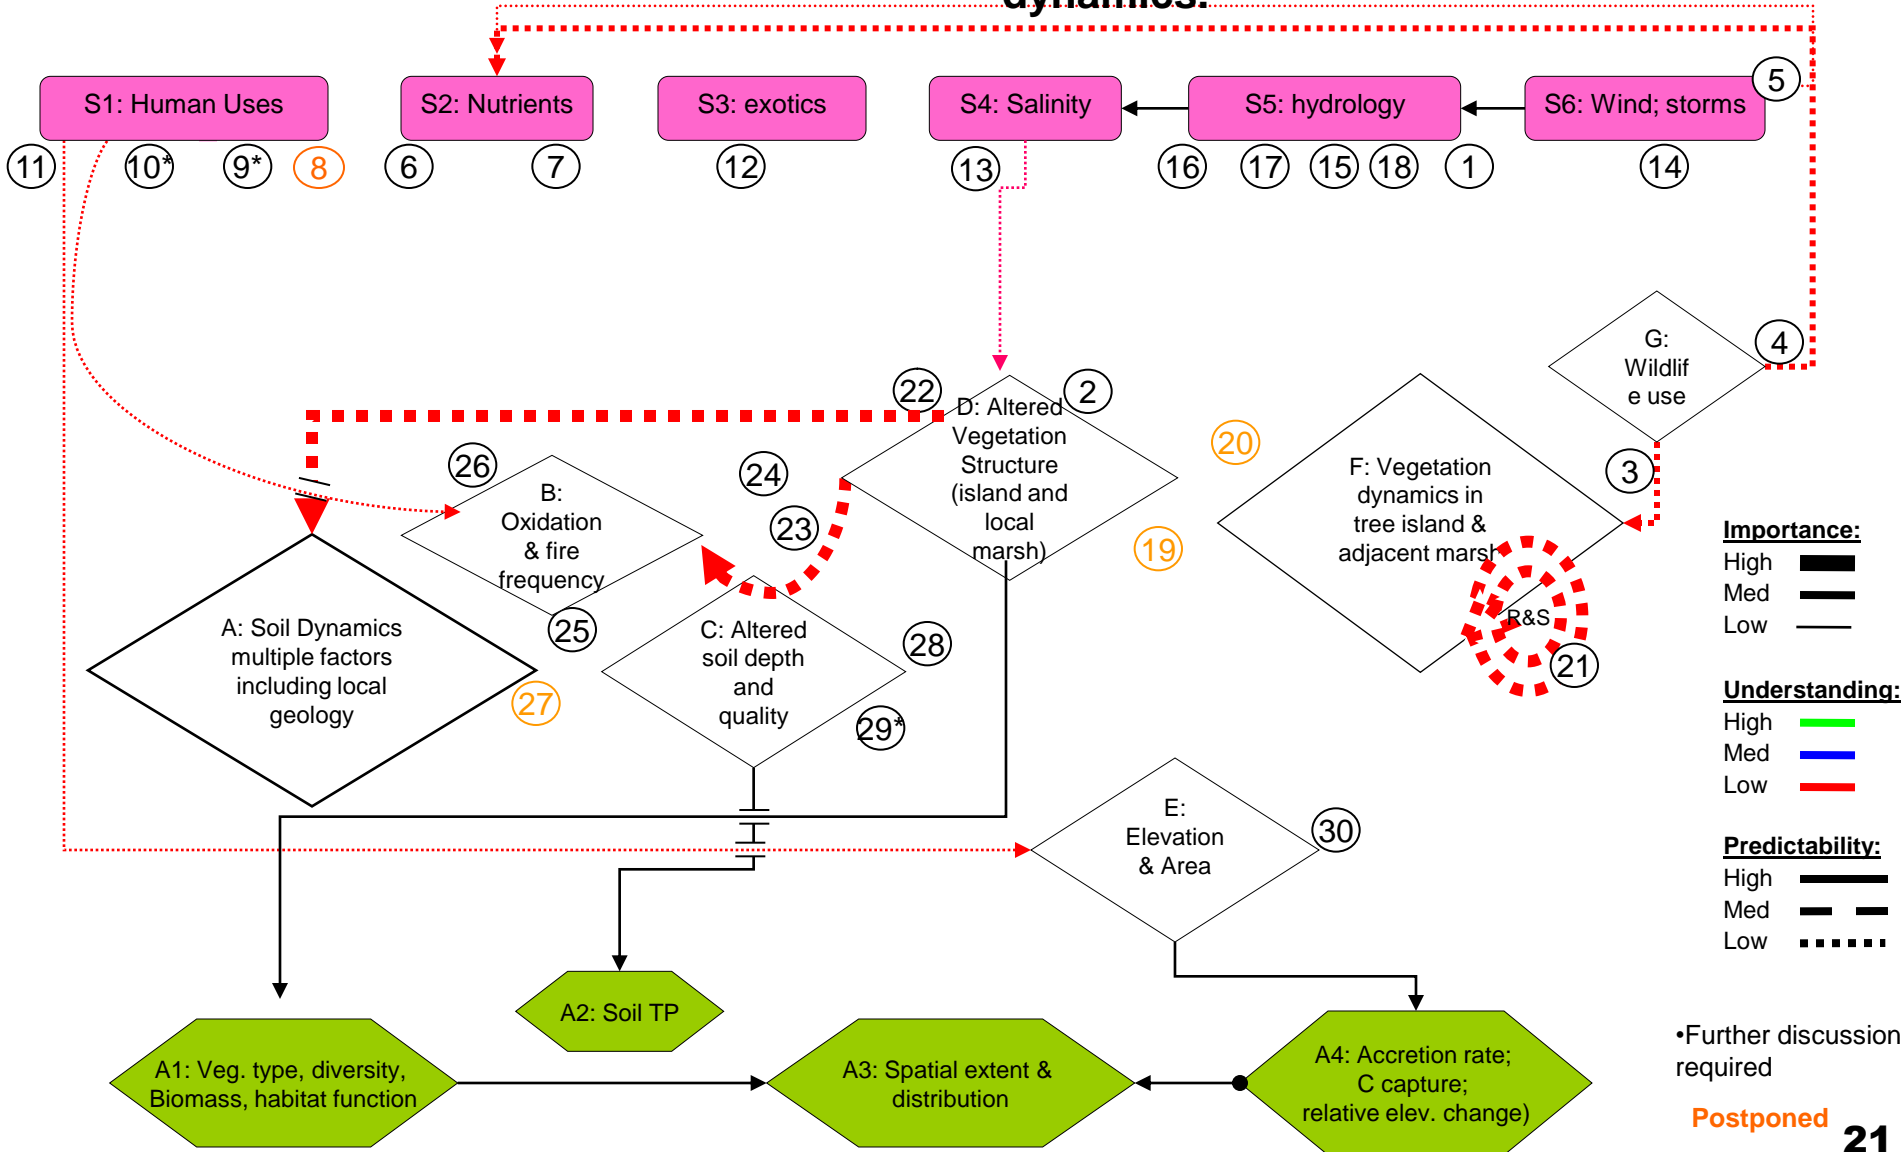 dynamics.
5
S1: Human Uses
S2: Nutrients
S3: exotics
S4: Salinity
S5: hydrology
S6: Wind; storms
11
10*
9*
8
6
7
12
13
16
17
15
18
1
14
G:
Wildlif
e use
4
22
2
D: Altered
Vegetation
Structure
(island and
local
marsh)
20
19
F: Vegetation
dynamics in
tree island &
adjacent marsh
3
R&S
21
26
24
23
B:
Oxidation
& fire
frequency
25
A: Soil Dynamics
multiple factors
including local
geology
27
C: Altered
soil depth
and
quality
28
29*
E:
Elevation
& Area
30
Importance:
High
Med
Low
Understanding:
High
Med
Low
Predictability:
High
Med
Low
A2: Soil TP
A1: Veg. type, diversity,
Biomass, habitat function
A3: Spatial extent &
distribution
A4: Accretion rate;
C capture;
relative elev. change)
•Further discussion
required
Postponed
21